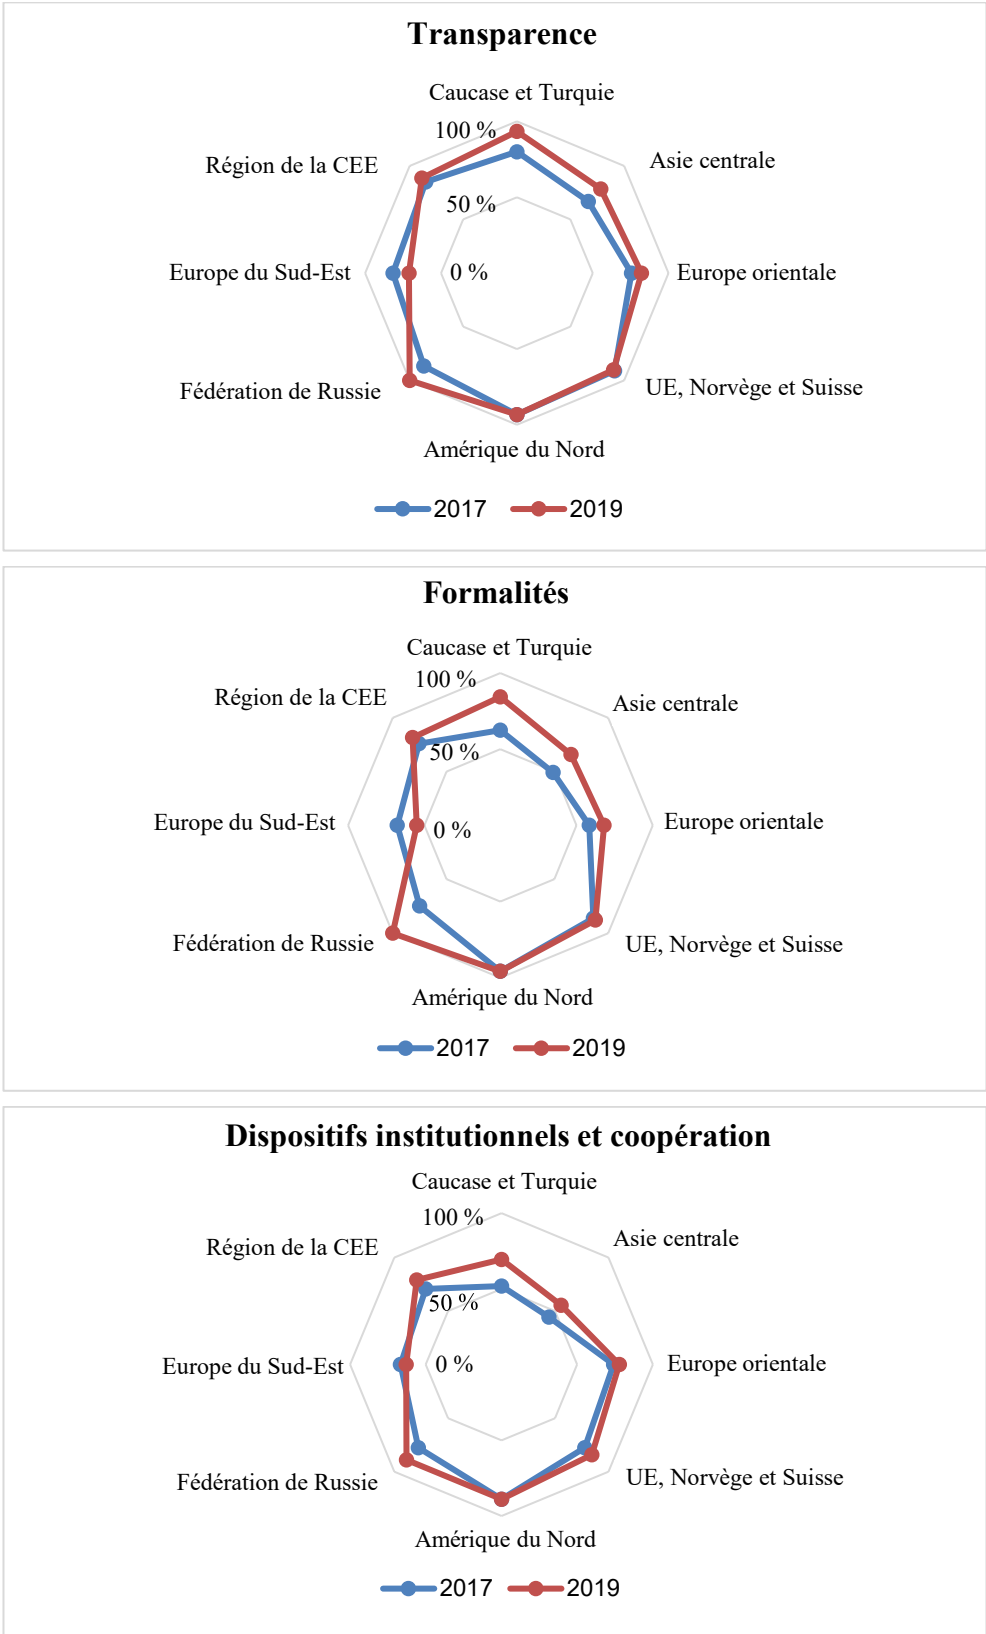 Transparence
Caucase et Turquie
100 %
Région de la CEE
Asie centrale
50 %
Europe du Sud-Est
0 %
Europe orientale
Fédération de Russie
UE, Norvège et Suisse
Amérique du Nord
2017
2019
Formalités
Caucase et Turquie
100 %
Région de la CEE
Asie centrale
50 %
Europe du Sud-Est
0 %
Europe orientale
Fédération de Russie
UE, Norvège et Suisse
Amérique du Nord
2017
2019
Dispositifs institutionnels et coopération
Caucase et Turquie
100 %
Région de la CEE
Asie centrale
50 %
Europe du Sud-Est
0 %
Europe orientale
Fédération de Russie
UE, Norvège et Suisse
Amérique du Nord
2017
2019